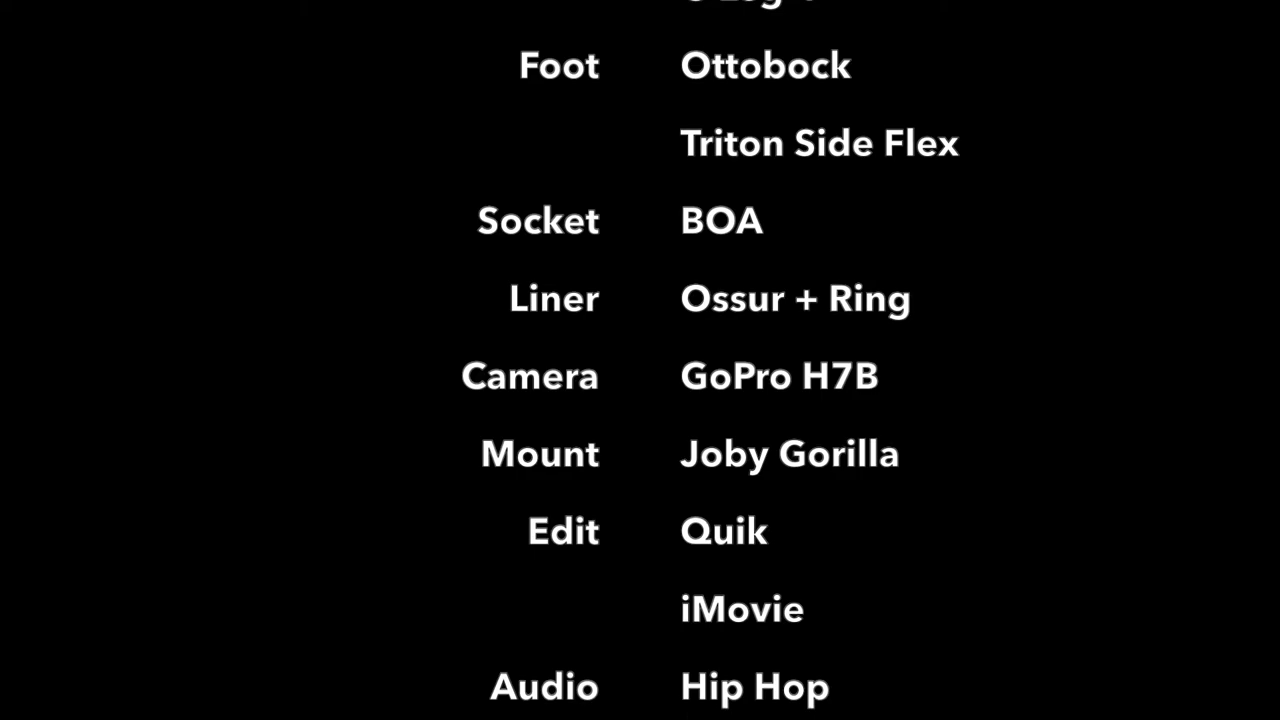 Foot Ottobock
Triton Side Flex
Socket BOA
Liner Ossur + Ring
Camera GoPro H7B
Mount Joby Gorilla
Edit Quik
iMovie
Audio Hip Hop